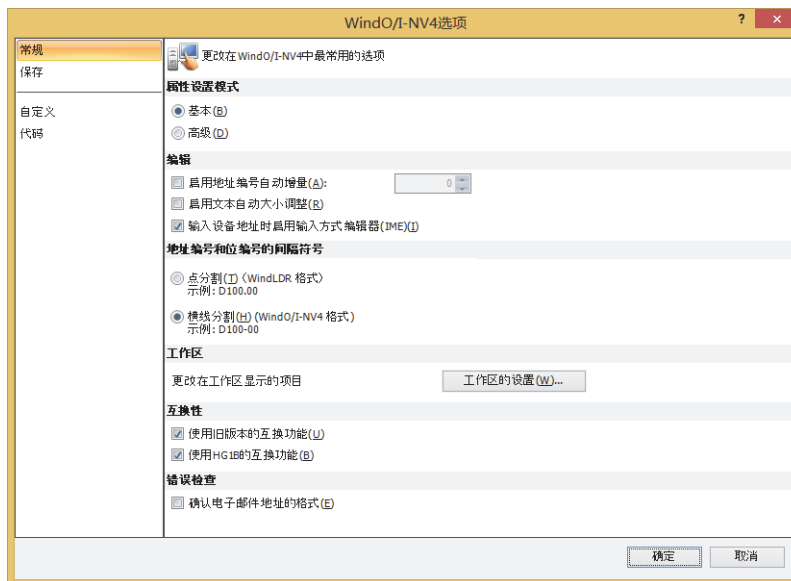 WindO/I-NV4选项
?
常规
保存
自定义
代码
更改在WindO/I-NV4中最常用的选项
属性设置模式
基本(B)
高级(D)
编辑
启用地址编号自动增量(A):
0
启用文本自动大小调整(R)
输入设备地址时启用输入方式编辑器(IME)(I)
地址编号和位编号的间隔符号
点分割(T) (WindLDR 格式)
示例: D100.00
横线分割(H) (WindO/I-NV4 格式)
示例: D100-00
工作区
更改在工作区显示的项目
工作区的设置(W)...
互换性
使用旧版本的互换功能(U)
使用HG1B的互换功能(B)
错误检查
确认电子邮件地址的格式(E)
确定
取消